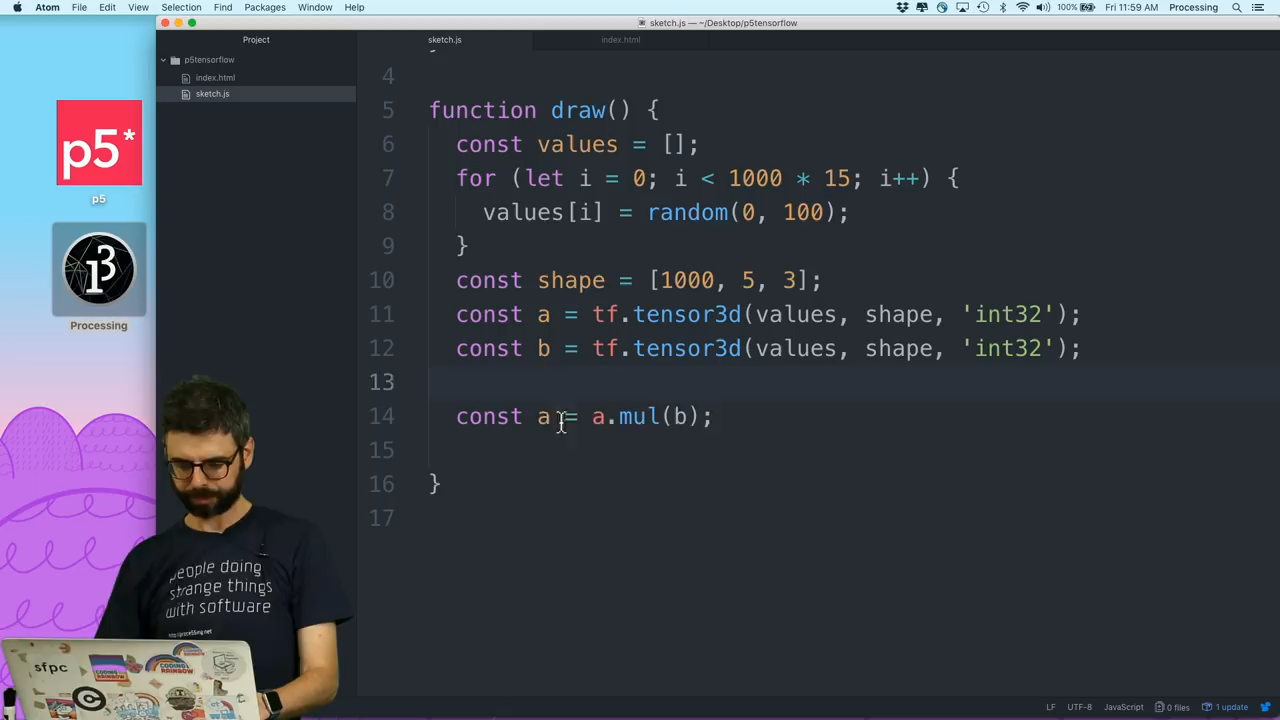 Atom File Edit View Selection Find Packages Window Help 100% Fri 11:59 AM Processing
sketch.js — ~/Desktop/p5tensorflow
Project
sketch.js
index.html
p5tensorflow
index.html
sketch.js
p5*
p5
Processing
4
5 function draw() {
6 const values = [];
7 for (let i = 0; i < 1000 * 15; i++) {
8 values[i] = random(0, 100);
9 }
10 const shape = [1000, 5, 3];
11 const a = tf.tensor3d(values, shape, 'int32');
12 const b = tf.tensor3d(values, shape, 'int32');
13
14 const a = a.mul(b);
15
16 }
17
people doing
strange things
with software
sfpc
CODING
RAINBOW
LF UTF-8 JavaScript 0 files 1 update